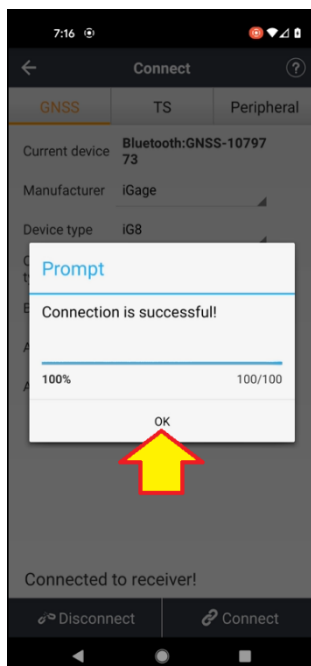 7:16
Connect
?
GNSS TS Peripheral
Current device Bluetooth:GNSS-10797
73
Manufacturer iGage
Device type iG8
Prompt
Connection is successful!
100% 100/100
OK
Connected to receiver!
Disconnect Connect